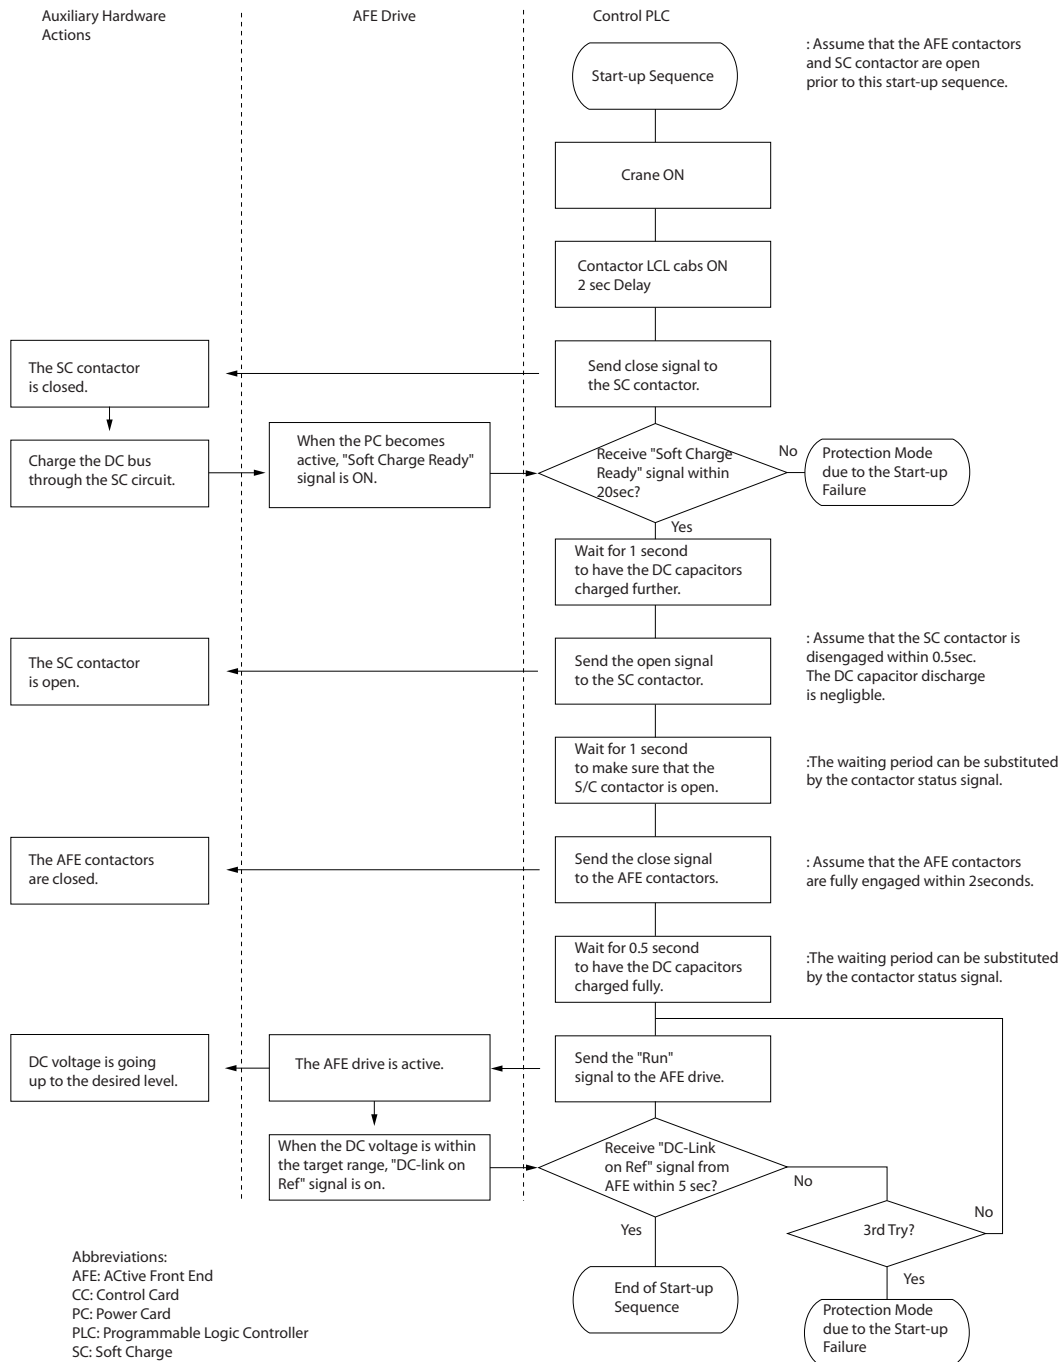 Auxiliary Hardware
Actions
AFE Drive
Control PLC
: Assume that the AFE contactors
and SC contactor are open
prior to this start-up sequence.
Start-up Sequence
Crane ON
Contactor LCL cabs ON
2 sec Delay
The SC contactor
is closed.
Send close signal to
the SC contactor.
Charge the DC bus
through the SC circuit.
When the PC becomes
active, "Soft Charge Ready"
signal is ON.
Receive "Soft Charge
Ready" signal within
20sec?
No
Protection Mode
due to the Start-up
Failure
Yes
Wait for 1 second
to have the DC capacitors
charged further.
The SC contactor
is open.
Send the open signal
to the SC contactor.
: Assume that the SC contactor is
disengaged within 0.5sec.
The DC capacitor discharge
is neglible.
Wait for 1 second
to make sure that the
S/C contactor is open.
:The waiting period can be substituted
by the contactor status signal.
The AFE contactors
are closed.
Send the close signal
to the AFE contactors.
: Assume that the AFE contactors
are fully engaged within 2seconds.
Wait for 0.5 second
to have the DC capacitors
charged fully.
:The waiting period can be substituted
by the contactor status signal.
DC voltage is going
up to the desired level.
The AFE drive is active.
Send the "Run"
signal to the AFE drive.
When the DC voltage is within
the target range, "DC-link on
Ref" signal is on.
Receive "DC-Link
on Ref" signal from
AFE within 5 sec?
No
Yes
3rd Try?
No
Yes
End of Start-up
Sequence
Protection Mode
due to the Start-up
Failure
Abbreviations:
AFE: ACtive Front End
CC: Control Card
PC: Power Card
PLC: Programmable Logic Controller
SC: Soft Charge